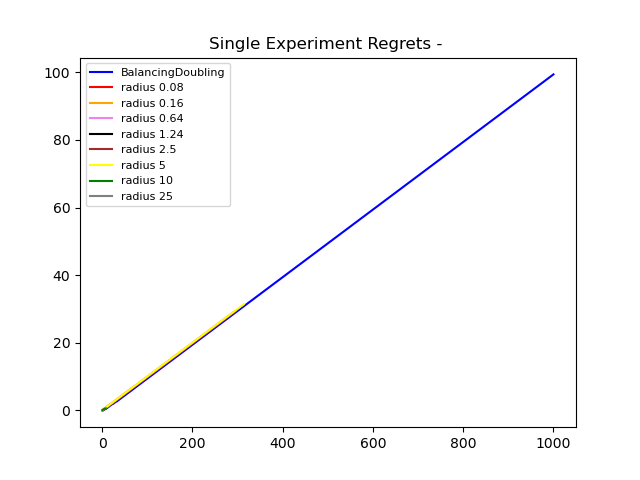 Single Experiment Regrets -
BalancingDoubling
radius 0.08
radius 0.16
radius 0.64
radius 1.24
radius 2.5
radius 5
radius 10
radius 25
100
80
60
40
20
0
0 200 400 600 800 1000